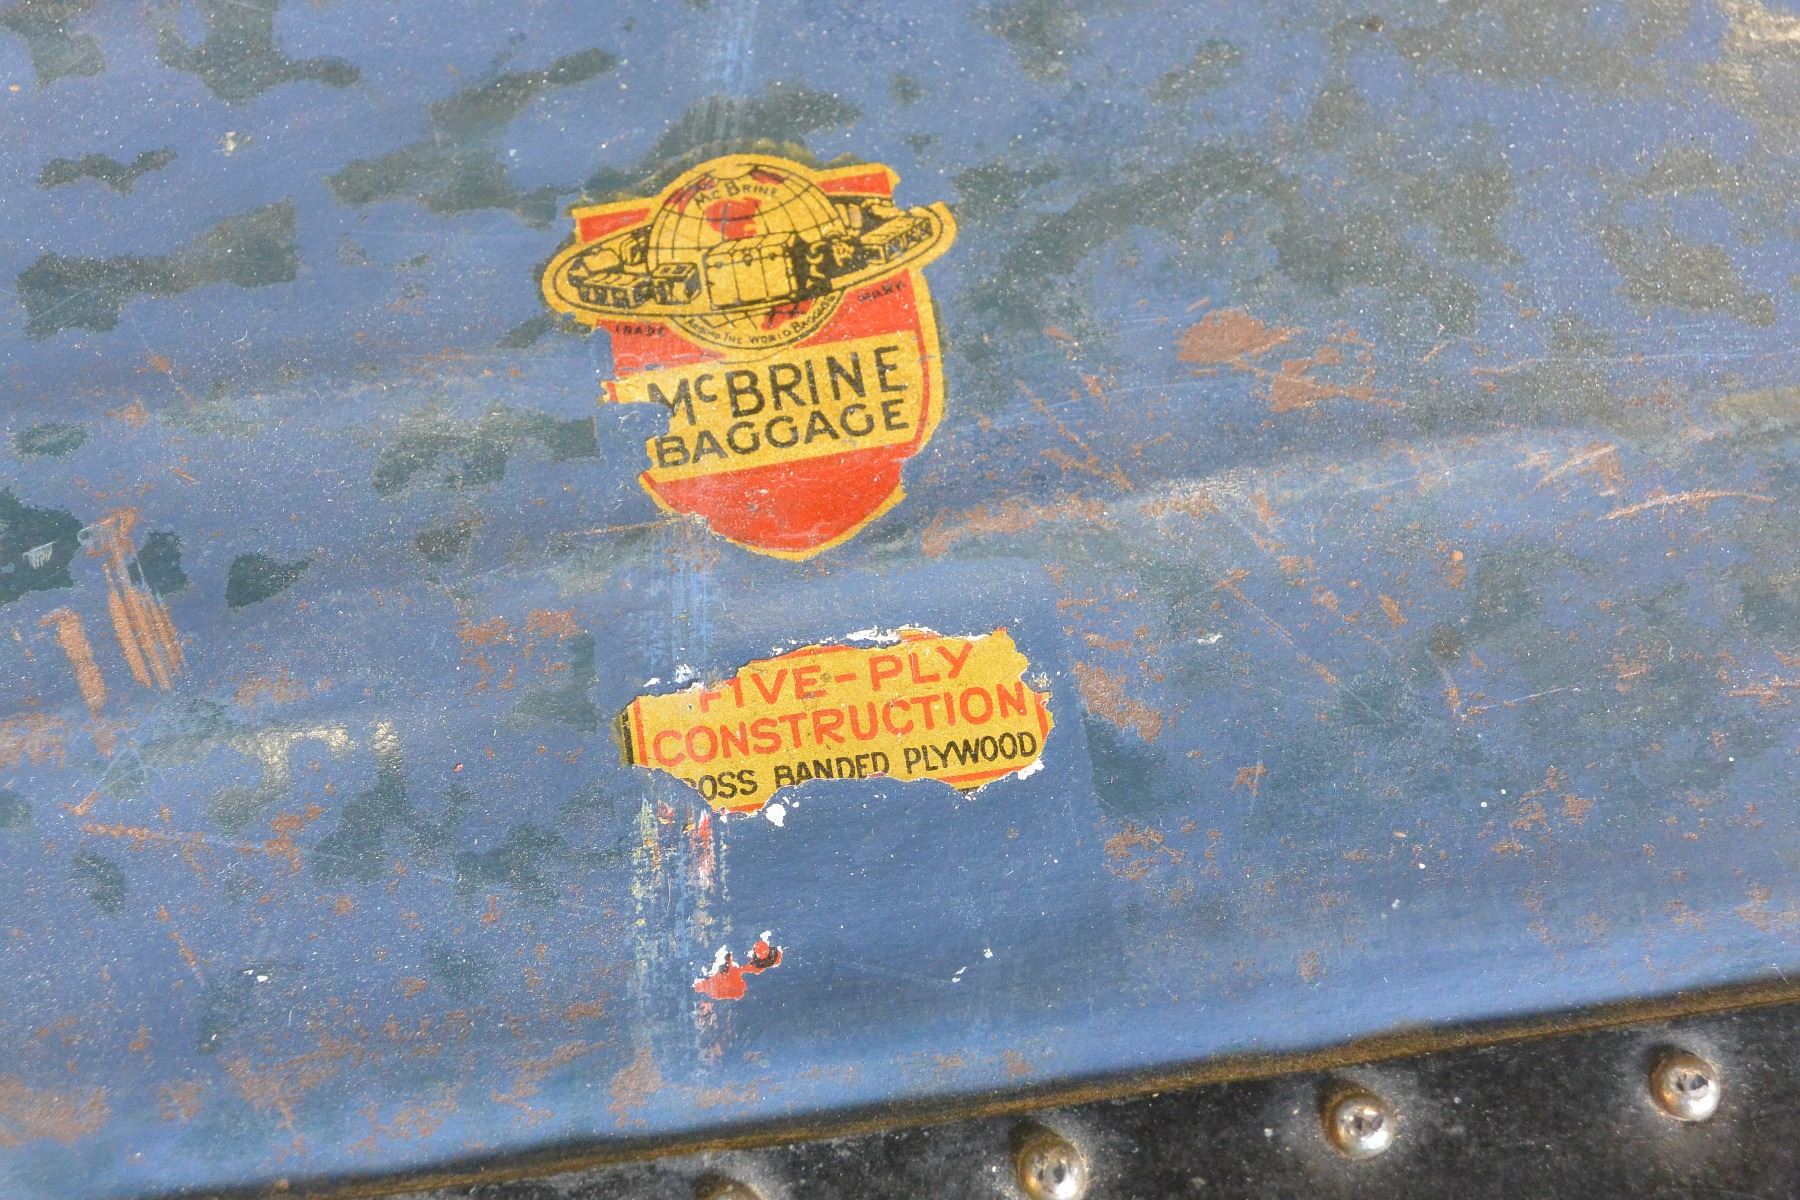 McBRINE
TRADE MARK.
AROUND THE WORLD BAGGAGE
McBRINE
BAGGAGE
FIVE-PLY
CONSTRUCTION
ROSS BANDED PLYWOOD